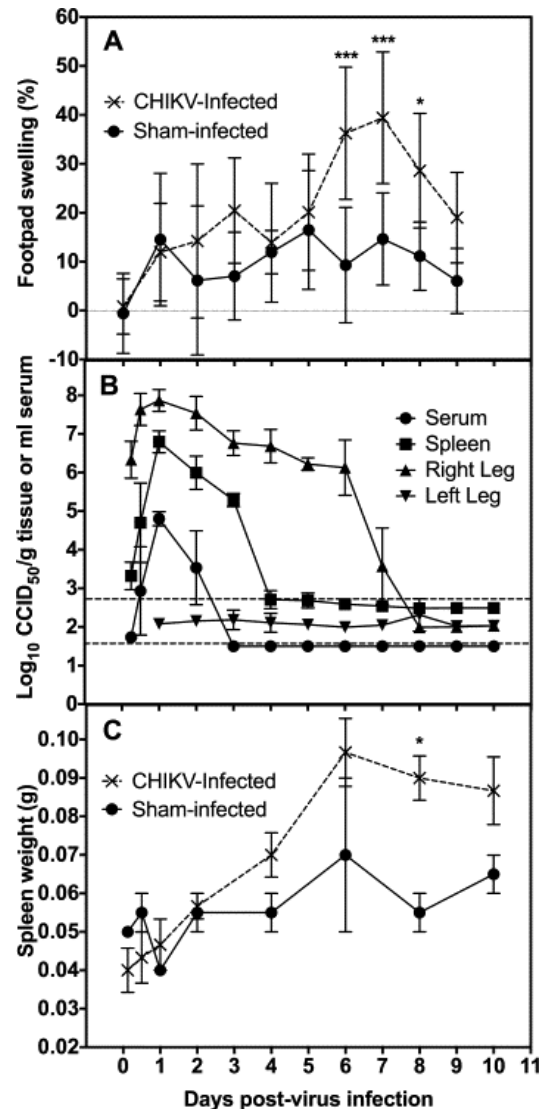 A
Footpad swelling (%)
60
50
40
30
20
10
0
-10
CHIKV-Infected
Sham-infected
***
***
*
B
Log10 CCID50/g tissue or ml serum
8
7
6
5
4
3
2
1
0
Serum
Spleen
Right Leg
Left Leg
C
Spleen weight (g)
0.10
0.09
0.08
0.07
0.06
0.05
0.04
0.03
0.02
CHIKV-Infected
Sham-infected
*
0 1 2 3 4 5 6 7 8 9 10 11
Days post-virus infection